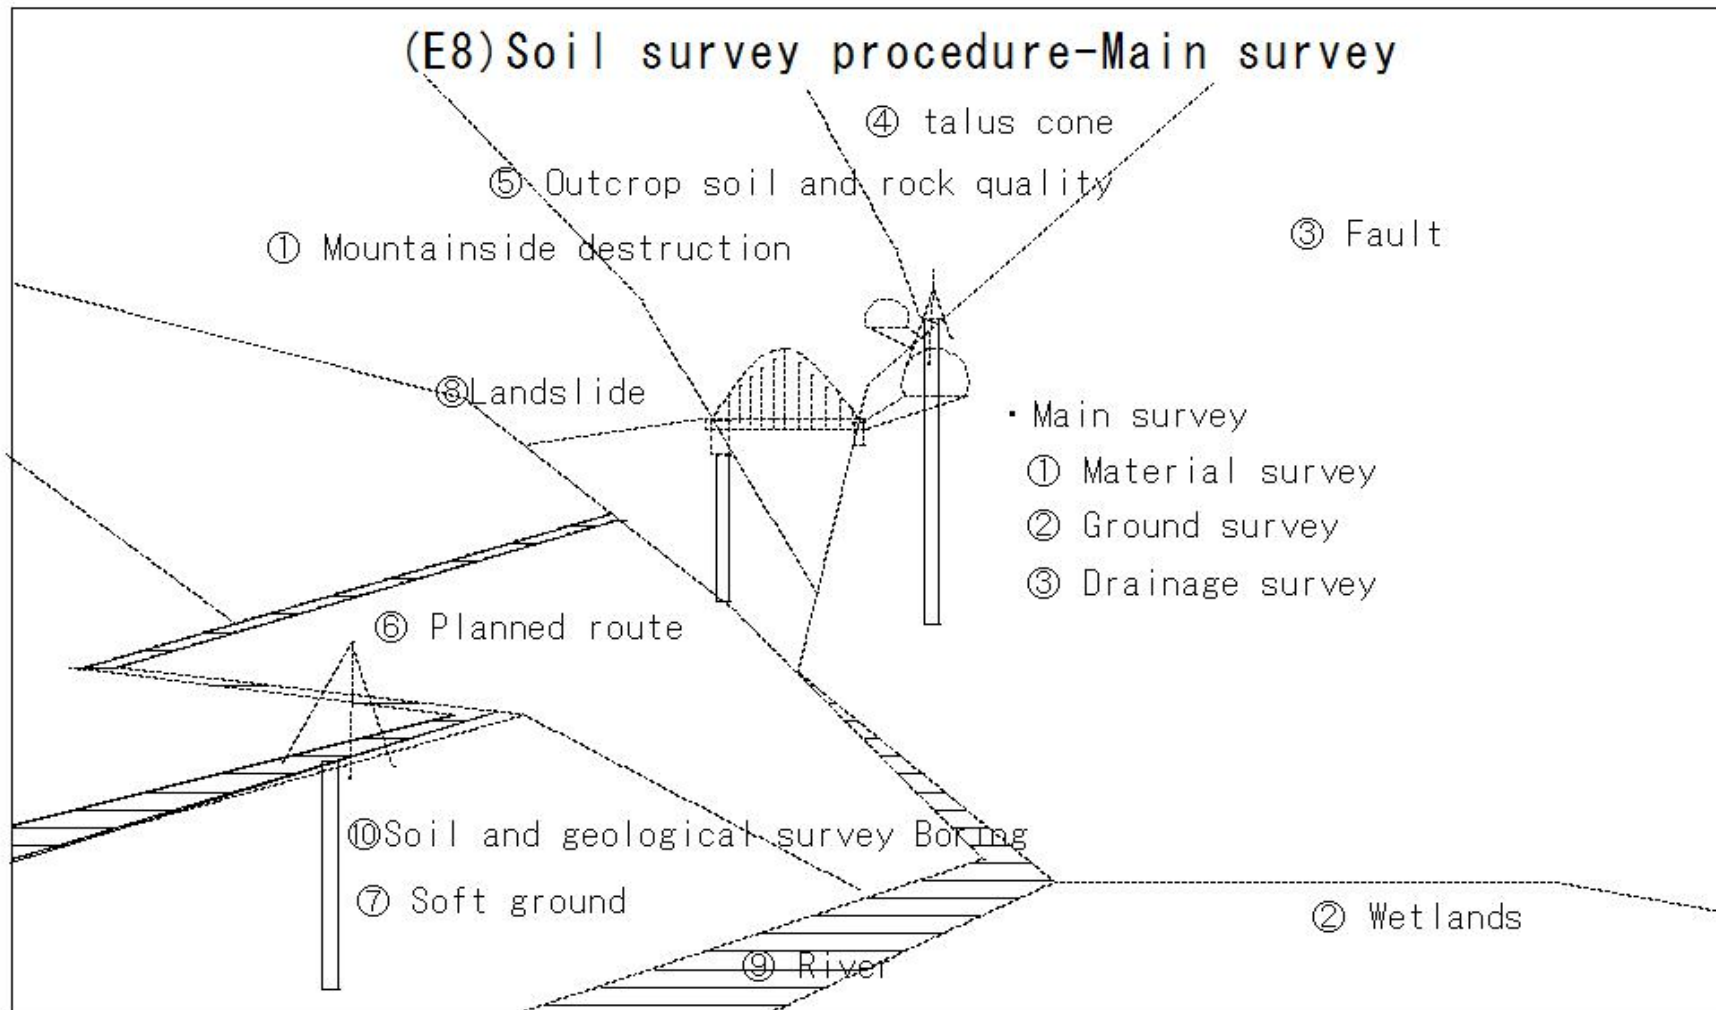 (E8)Soil survey procedure-Main survey
④ talus cone
⑤ Outcrop soil and rock quality
③ Fault
① Mountainside destruction
⑧Landslide
・Main survey
① Material survey
② Ground survey
③ Drainage survey
⑥ Planned route
⑩Soil and geological survey Boring
⑦ Soft ground
② Wetlands
⑨ River